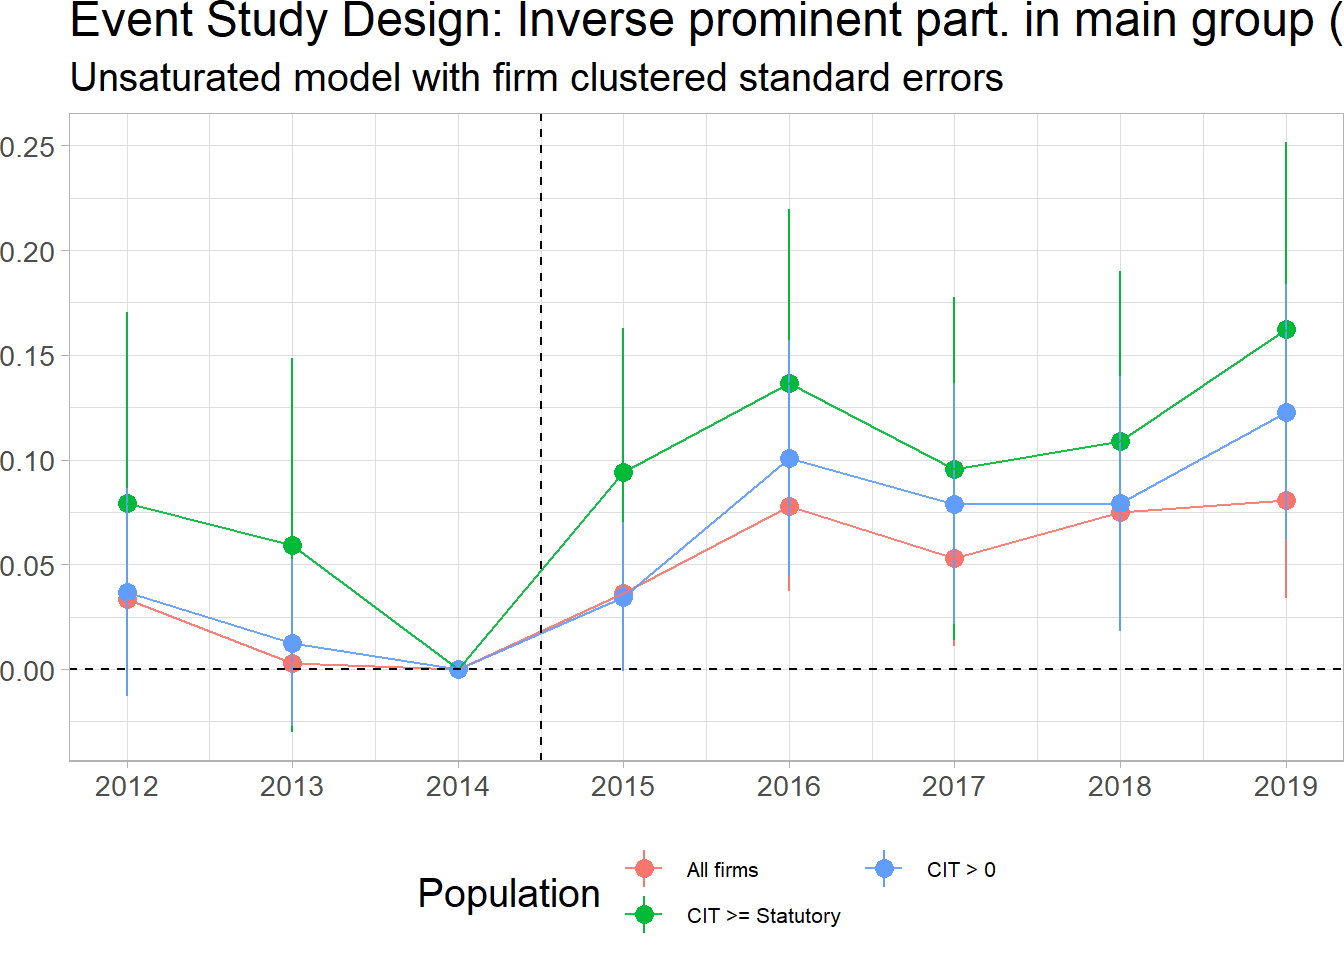 Event Study Design: Inverse prominent part. in main group (
Unsaturated model with firm clustered standard errors
0.25
0.20
0.15
0.10
0.05
0.00
2012 2013 2014 2015 2016 2017 2018 2019
Population
All firms
CIT >= Statutory
CIT > 0